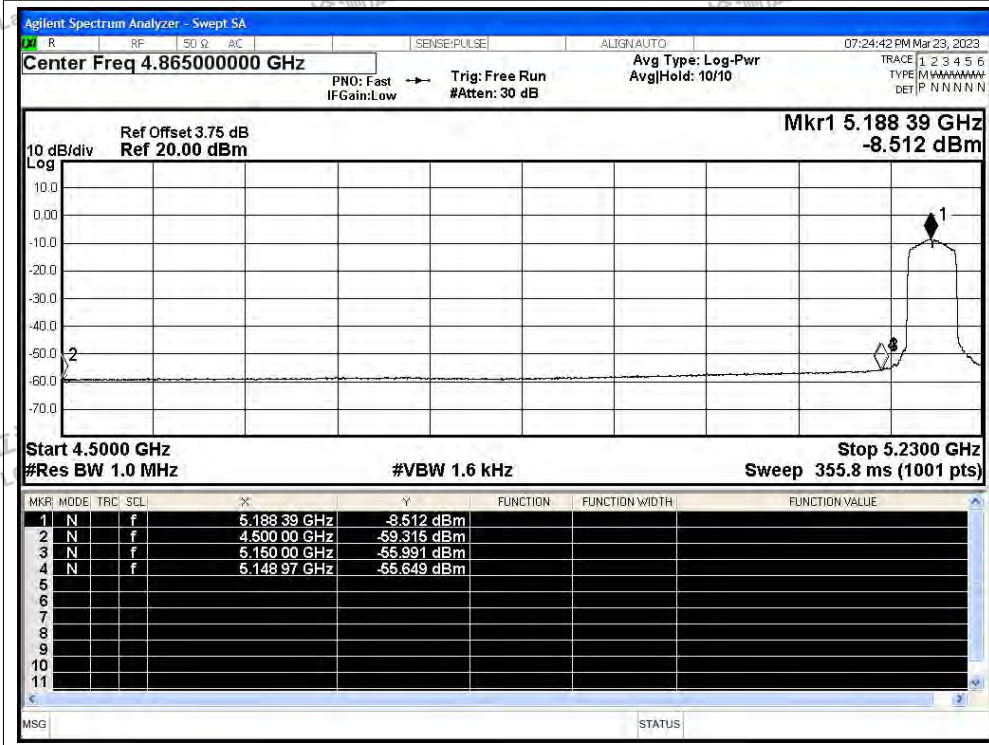 Agilent Spectrum Analyzer - Swept SA
R RF 50 Ω AC SENSE:PULSE ALIGN AUTO 07:24:42 PM Mar 23, 2023
Center Freq 4.865000000 GHz Avg Type: Log-Pwr TRACE 1 2 3 4 5 6
PNO: Fast Trig: Free Run Avg|Hold: 10/10 TYPE M
IFGain:Low #Atten: 30 dB DET P N N N N N
Mkr1 5.188 39 GHz
Ref Offset 3.75 dB
10 dB/div Ref 20.00 dBm -8.512 dBm
Log
10.0
0.00
1
-10.0
-20.0
-30.0
-40.0
-50.0
2
-60.0
-70.0
Start 4.5000 GHz Stop 5.2300 GHz
#Res BW 1.0 MHz #VBW 1.6 kHz Sweep 355.8 ms (1001 pts)
MKR MODE TRC SCL X Y FUNCTION FUNCTION WIDTH FUNCTION VALUE
1 N f 5.188 39 GHz -8.512 dBm
2 N f 4.500 00 GHz -59.315 dBm
3 N f 5.150 00 GHz -55.991 dBm
4 N f 5.148 97 GHz -55.649 dBm
5
6
7
8
9
10
11
MSG STATUS